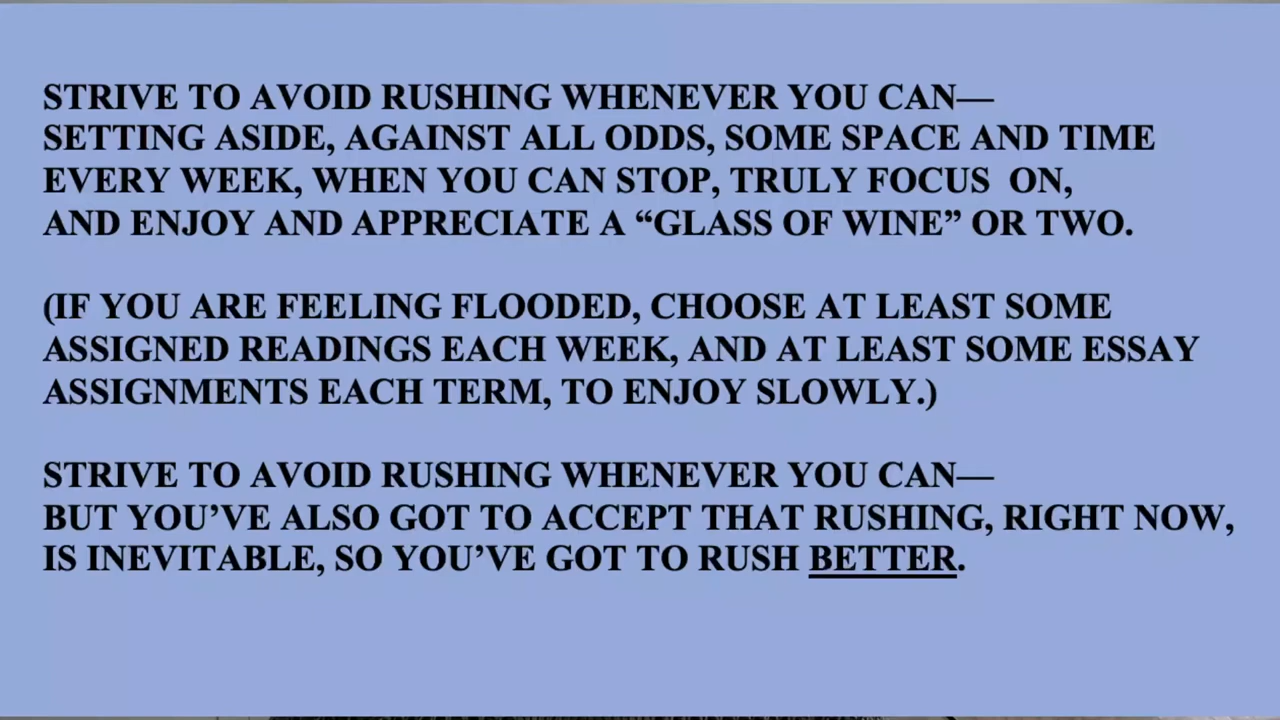 STRIVE TO AVOID RUSHING WHENEVER YOU CAN—
SETTING ASIDE, AGAINST ALL ODDS, SOME SPACE AND TIME
EVERY WEEK, WHEN YOU CAN STOP, TRULY FOCUS  ON,
AND ENJOY AND APPRECIATE A “GLASS OF WINE” OR TWO.
(IF YOU ARE FEELING FLOODED, CHOOSE AT LEAST SOME
ASSIGNED READINGS EACH WEEK, AND AT LEAST SOME ESSAY
ASSIGNMENTS EACH TERM, TO ENJOY SLOWLY.)
STRIVE TO AVOID RUSHING WHENEVER YOU CAN—
BUT YOU’VE ALSO GOT TO ACCEPT THAT RUSHING, RIGHT NOW,
IS INEVITABLE, SO YOU’VE GOT TO RUSH BETTER.